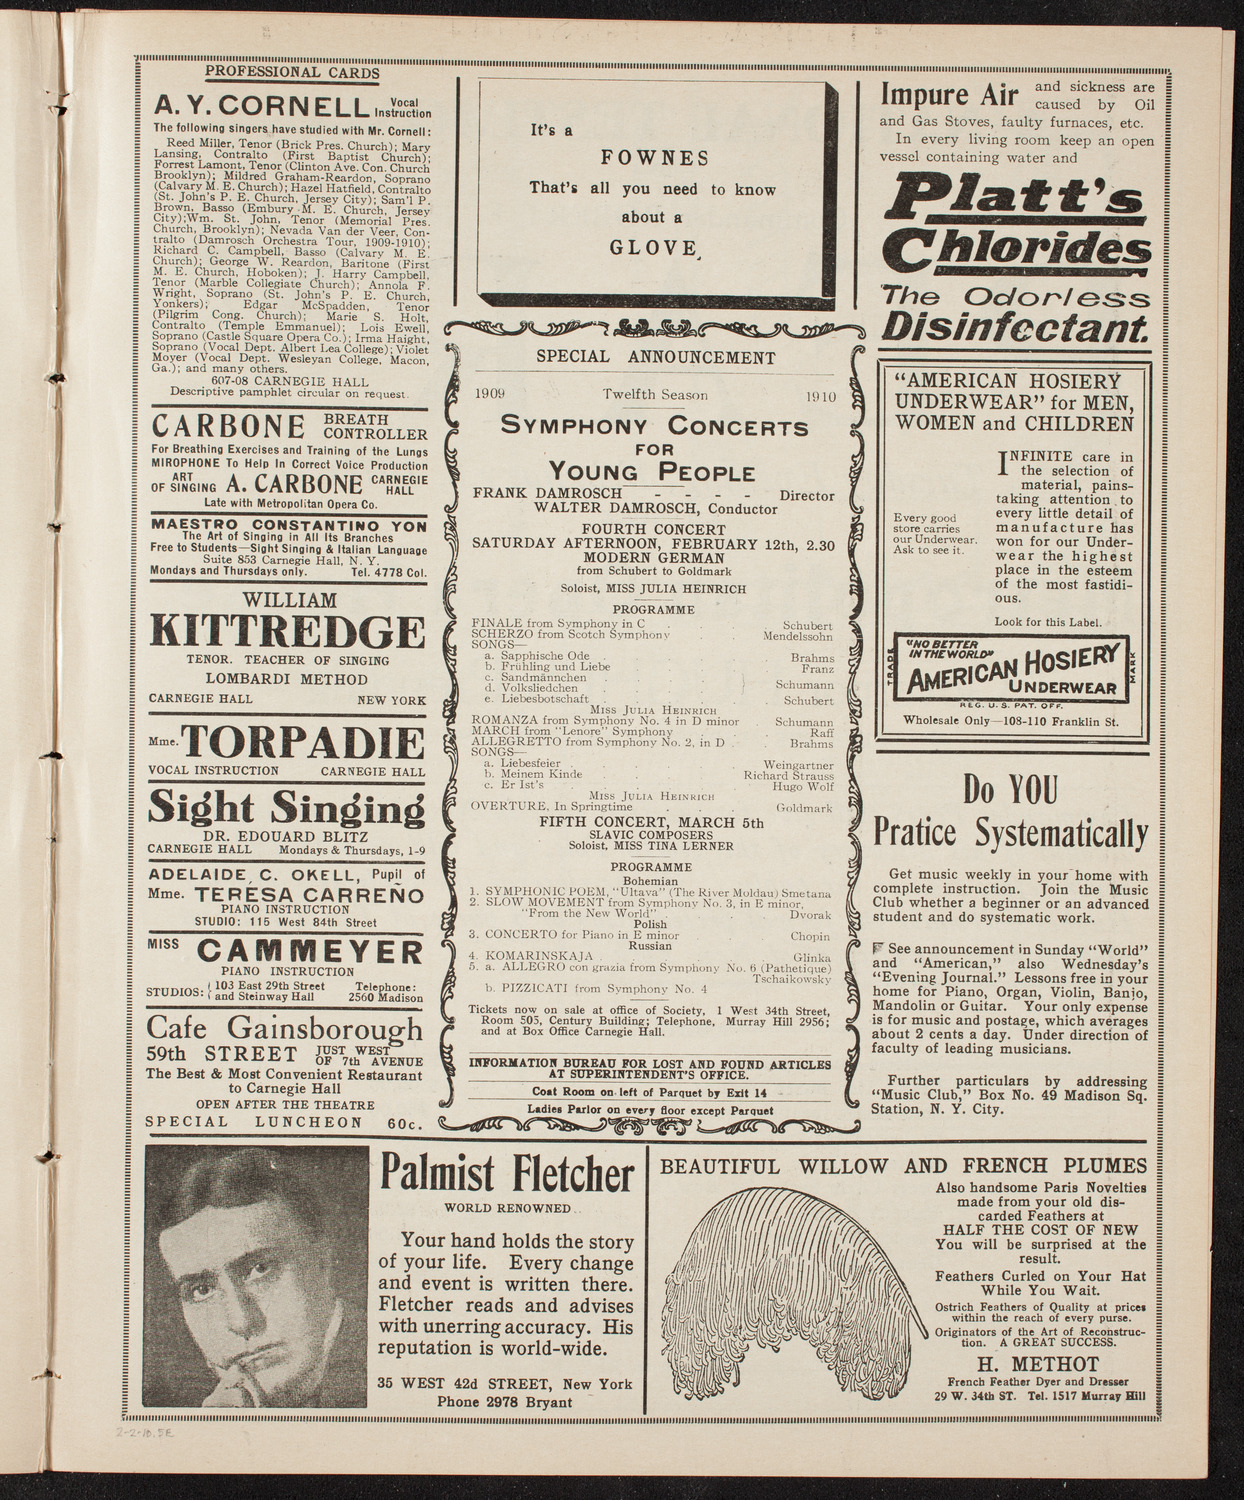 PROFESSIONAL CARDS
A. Y. CORNELL Vocal Instruction
The following singers have studied with Mr. Cornell:
Reed Miller, Tenor (Brick Pres. Church); Mary
Lansing, Contralto (First Baptist Church);
Forrest Lamont, Tenor (Clinton Ave. Con. Church
Brooklyn); Mildred Graham-Reardon, Soprano
(Calvary M. E. Church); Hazel Hatfield, Contralto
(St. John's P. E. Church, Jersey City); Sam'l P.
Brown, Basso (Embury M. E. Church, Jersey
City); Wm. St. John, Tenor (Memorial Pres.
Church, Brooklyn); Nevada Van der Veer, Con-
tralto (Damrosch Orchestra Tour, 1909-1910);
Richard C. Campbell, Basso (Calvary M. E.
Church); George W. Reardon, Baritone (First
M. E. Church, Hoboken); J. Harry Campbell,
Tenor (Marble Collegiate Church); Annola F.
Wright, Soprano (St. John's P. E. Church,
Yonkers); Edgar McSpadden, Tenor
(Pilgrim Cong. Church); Marie S. Holt,
Contralto (Temple Emmanuel); Lois Ewell,
Soprano (Castle Square Opera Co.); Irma Haight,
Soprano (Vocal Dept. Albert Lea College); Violet
Moyer (Vocal Dept. Wesleyan College, Macon,
Ga.); and many others.
607-08 CARNEGIE HALL
Descriptive pamphlet circular on request.
CARBONE BREATH CONTROLLER
For Breathing Exercises and Training of the Lungs
MIROPHONE To Help In Correct Voice Production
ART OF SINGING A. CARBONE CARNEGIE HALL
Late with Metropolitan Opera Co.
MAESTRO CONSTANTINO YON
The Art of Singing in All Its Branches
Free to Students—Sight Singing & Italian Language
Suite 853 Carnegie Hall, N. Y.
Mondays and Thursdays only. Tel. 4778 Col.
WILLIAM
KITTREDGE
TENOR. TEACHER OF SINGING
LOMBARDI METHOD
CARNEGIE HALL NEW YORK
Mme. TORPADIE
VOCAL INSTRUCTION CARNEGIE HALL
Sight Singing
DR. EDOUARD BLITZ
CARNEGIE HALL Mondays & Thursdays, 1-9
ADELAIDE C. OKELL, Pupil of
Mme. TERESA CARREÑO
PIANO INSTRUCTION
STUDIO: 115 West 84th Street
MISS CAMMEYER
PIANO INSTRUCTION
STUDIOS: 103 East 29th Street Telephone:
and Steinway Hall 2560 Madison
Cafe Gainsborough
59th STREET JUST WEST OF 7th AVENUE
The Best & Most Convenient Restaurant
to Carnegie Hall
OPEN AFTER THE THEATRE
SPECIAL LUNCHEON 60c.
It's a
FOWNES
That's all you need to know
about a
GLOVE
SPECIAL ANNOUNCEMENT
1909 Twelfth Season 1910
SYMPHONY CONCERTS
FOR
YOUNG PEOPLE
FRANK DAMROSCH - - - - Director
WALTER DAMROSCH, Conductor
FOURTH CONCERT
SATURDAY AFTERNOON, FEBRUARY 12th, 2.30
MODERN GERMAN
from Schubert to Goldmark
Soloist, MISS JULIA HEINRICH
PROGRAMME
FINALE from Symphony in C . . Schubert
SCHERZO from Scotch Symphony . . Mendelssohn
SONGS—
a. Sapphische Ode . . . . Brahms
b. Frühling und Liebe . . . . Franz
c. Sandmännchen
d. Volksliedchen } Schumann
e. Liebesbotschaft . . . . Schubert
MISS JULIA HEINRICH
ROMANZA from Symphony No. 4 in D minor . Schumann
MARCH from "Lenore" Symphony . . Raff
ALLEGRETTO from Symphony No. 2, in D . . Brahms
SONGS—
a. Liebesfeier . . . . Weingartner
b. Meinem Kinde . . . Richard Strauss
c. Er Ist's . . . . Hugo Wolf
MISS JULIA HEINRICH
OVERTURE, In Springtime . . . Goldmark
FIFTH CONCERT, MARCH 5th
SLAVIC COMPOSERS
Soloist, MISS TINA LERNER
PROGRAMME
Bohemian
1. SYMPHONIC POEM, "Ultava" (The River Moldau) Smetana
2. SLOW MOVEMENT from Symphony No. 3, in E minor,
"From the New World" . . . Dvorak
Polish
3. CONCERTO for Piano in E minor . . Chopin
Russian
4. KOMARINSKAJA . . . . Glinka
5. a. ALLEGRO con grazia from Symphony No. 6 (Pathetique)
Tschaikowsky
b. PIZZICATI from Symphony No. 4
Tickets now on sale at office of Society, 1 West 34th Street,
Room 505, Century Building; Telephone, Murray Hill 2956;
and at Box Office Carnegie Hall.
INFORMATION BUREAU FOR LOST AND FOUND ARTICLES
AT SUPERINTENDENT'S OFFICE.
Coat Room on left of Parquet by Exit 14
Ladies Parlor on every floor except Parquet
Impure Air and sickness are
caused by Oil
and Gas Stoves, faulty furnaces, etc.
In every living room keep an open
vessel containing water and
Platt's
Chlorides
The Odorless
Disinfectant.
"AMERICAN HOSIERY
UNDERWEAR" for MEN,
WOMEN and CHILDREN
Every good
store carries
our Underwear.
Ask to see it.
INFINITE care in
the selection of
material, pains-
taking attention to
every little detail of
manufacture has
won for our Under-
wear the highest
place in the esteem
of the most fastidi-
ous.
Look for this Label.
TRADE MARK
"NO BETTER
IN THE WORLD"
AMERICAN HOSIERY
UNDERWEAR
REG. U. S. PAT. OFF.
Wholesale Only—108-110 Franklin St.
Do YOU
Pratice Systematically
Get music weekly in your home with
complete instruction. Join the Music
Club whether a beginner or an advanced
student and do systematic work.
See announcement in Sunday "World"
and "American," also Wednesday's
"Evening Journal." Lessons free in your
home for Piano, Organ, Violin, Banjo,
Mandolin or Guitar. Your only expense
is for music and postage, which averages
about 2 cents a day. Under direction of
faculty of leading musicians.
Further particulars by addressing
"Music Club," Box No. 49 Madison Sq.
Station, N. Y. City.
Palmist Fletcher
WORLD RENOWNED
Your hand holds the story
of your life. Every change
and event is written there.
Fletcher reads and advises
with unerring accuracy. His
reputation is world-wide.
35 WEST 42d STREET, New York
Phone 2978 Bryant
BEAUTIFUL WILLOW AND FRENCH PLUMES
Also handsome Paris Novelties
made from your old dis-
carded Feathers at
HALF THE COST OF NEW
You will be surprised at the
result.
Feathers Curled on Your Hat
While You Wait.
Ostrich Feathers of Quality at prices
within the reach of every purse.
Originators of the Art of Reconstruc-
tion. A GREAT SUCCESS.
H. METHOT
French Feather Dyer and Dresser
29 W. 34th ST. Tel. 1517 Murray Hill
2-2-10.5E